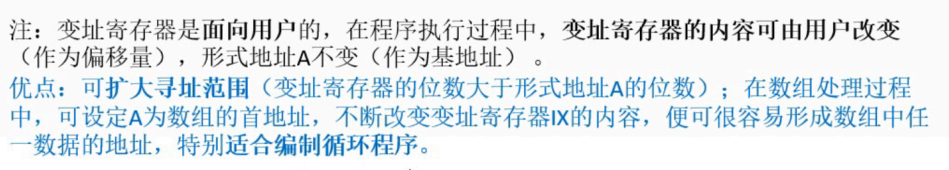 注：变址寄存器是面向用户的，在程序执行过程中，变址寄存器的内容可由用户改变
（作为偏移量），形式地址A不变（作为基地址）。
优点：可扩大寻址范围（变址寄存器的位数大于形式地址A的位数）；在数组处理过程
中，可设定A为数组的首地址，不断改变变址寄存器IX的内容，便可很容易形成数组中任
一数据的地址，特别适合编制循环程序。